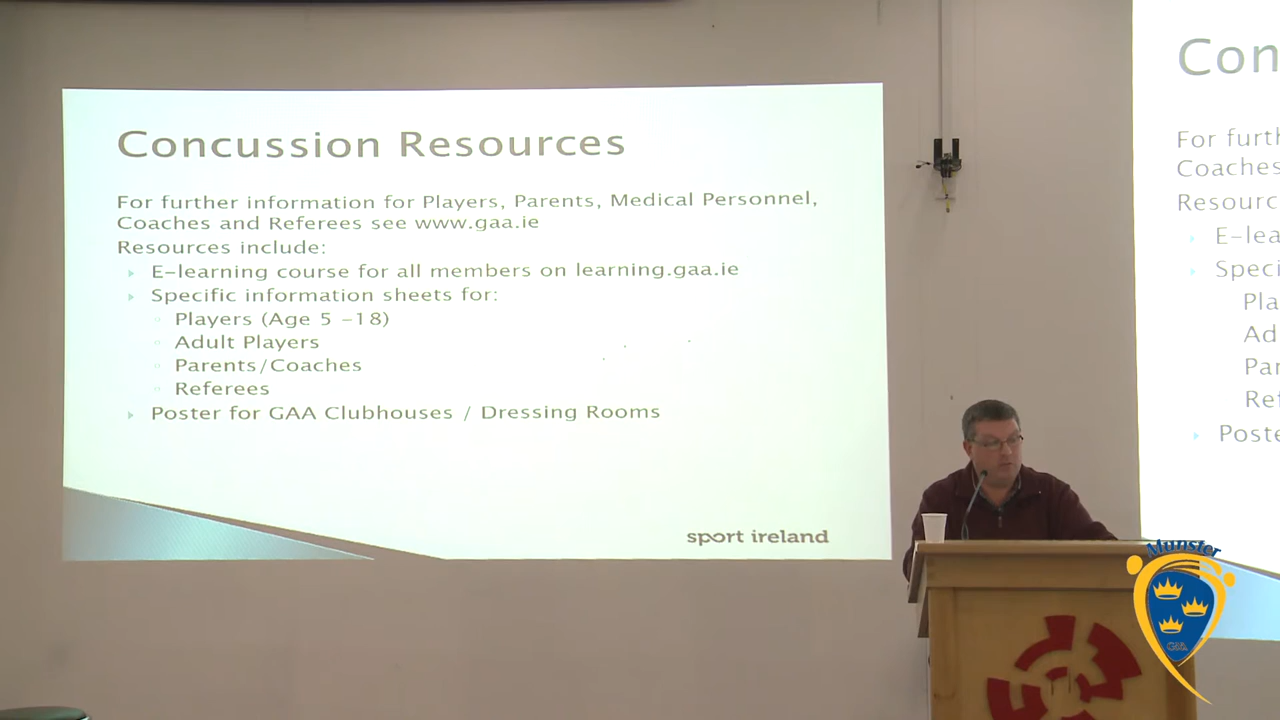 Concussion Resources
For further information for Players, Parents, Medical Personnel,
Coaches and Referees see www.gaa.ie
Resources include:
E-learning course for all members on learning.gaa.ie
Specific information sheets for:
Players (Age 5 -18)
Adult Players
Parents/Coaches
Referees
Poster for GAA Clubhouses / Dressing Rooms
sport ireland
Con
For furt
Coaches
Resourc
E-lea
Speci
Pla
Ad
Par
Ref
Poste
Munster
GAA